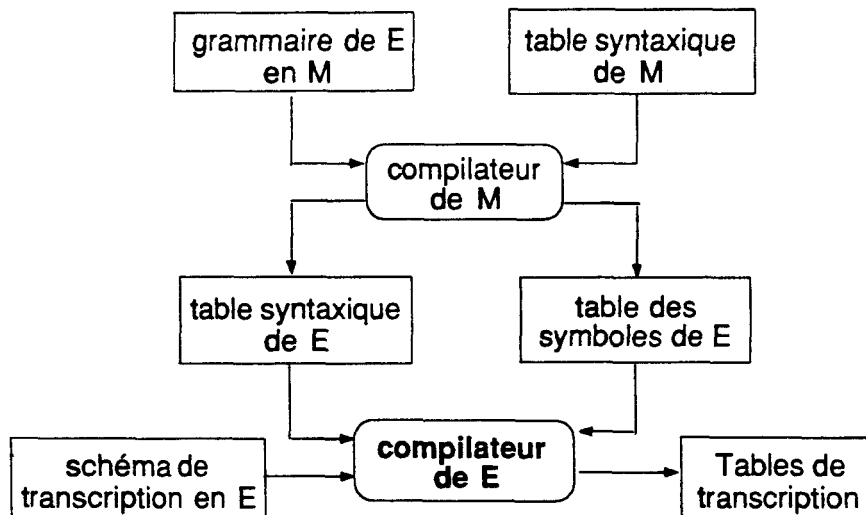 grammaire de E
en M
table syntaxique
de M
compilateur
de M
table syntaxique
de E
table des
symboles de E
schéma de
transcription en E
compilateur
de E
Tables de
transcription